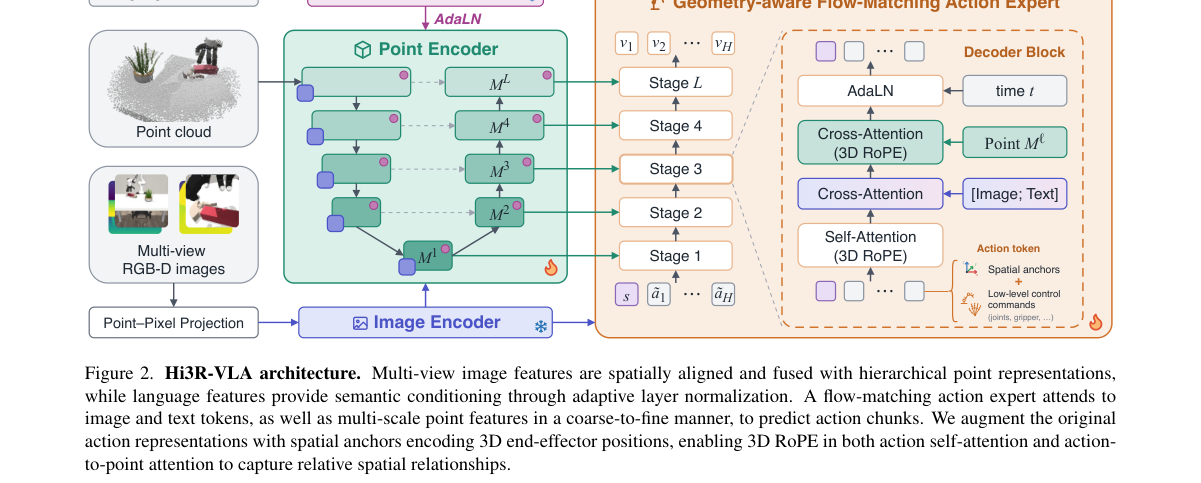 Geometry-aware Flow-Matching Action Expert
AdaLN
Point Encoder
Point cloud
Multi-view
RGB-D images
Point–Pixel Projection
Image Encoder
M^L
M^4
M^3
M^2
M^1
v_1 v_2 ··· v_H
Stage L
Stage 4
Stage 3
Stage 2
Stage 1
s ã_1 ··· ã_H
··· Decoder Block
AdaLN
time t
Cross-Attention
(3D RoPE)
Point M^ℓ
Cross-Attention
[Image; Text]
Self-Attention
(3D RoPE)
···
Action token
Spatial anchors
+
Low-level control
commands
(joints, gripper, ...)
Figure 2. Hi3R-VLA architecture. Multi-view image features are spatially aligned and fused with hierarchical point representations,
while language features provide semantic conditioning through adaptive layer normalization. A flow-matching action expert attends to
image and text tokens, as well as multi-scale point features in a coarse-to-fine manner, to predict action chunks. We augment the original
action representations with spatial anchors encoding 3D end-effector positions, enabling 3D RoPE in both action self-attention and action-
to-point attention to capture relative spatial relationships.